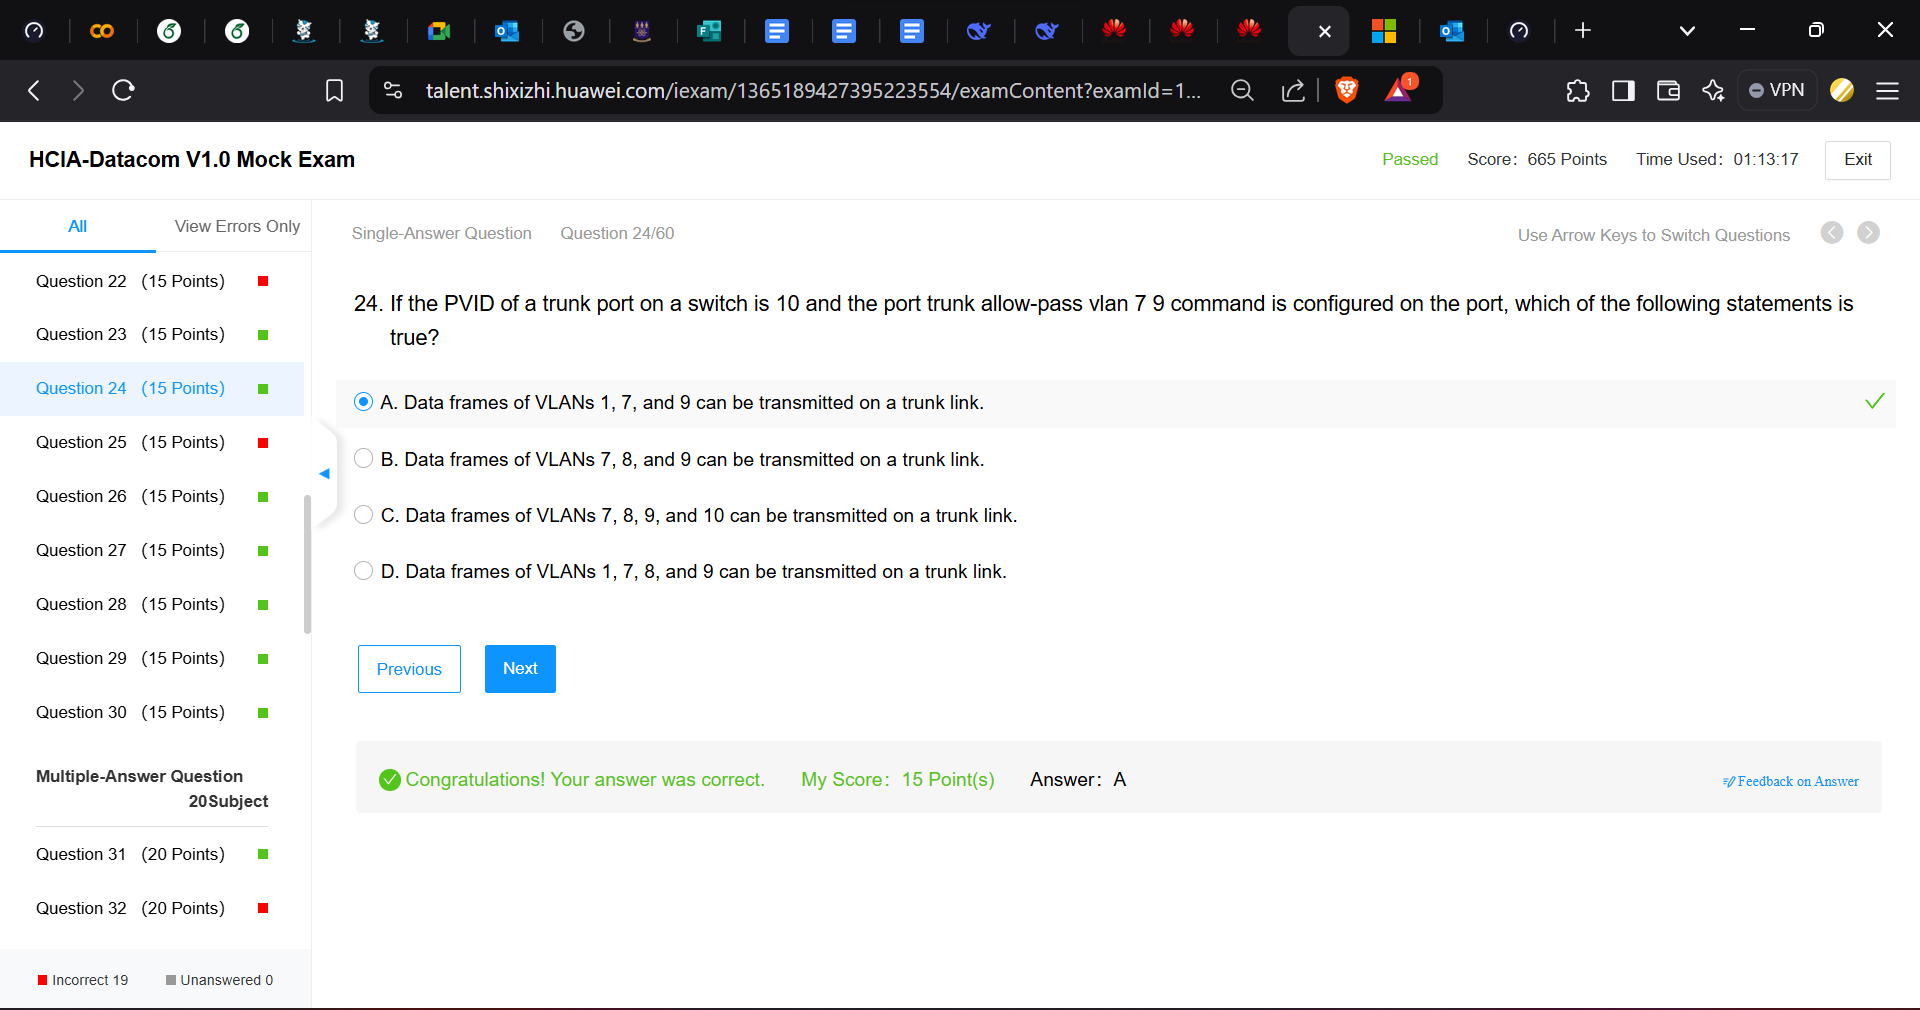 talent.shixizhi.huawei.com/iexam/1365189427395223554/examContent?examId=1...
1
VPN
HCIA-Datacom V1.0 Mock Exam
Passed Score: 665 Points Time Used: 01:13:17 Exit
All View Errors Only
Single-Answer Question Question 24/60
Use Arrow Keys to Switch Questions
Question 22 (15 Points)
Question 23 (15 Points)
Question 24 (15 Points)
Question 25 (15 Points)
Question 26 (15 Points)
Question 27 (15 Points)
Question 28 (15 Points)
Question 29 (15 Points)
Question 30 (15 Points)
Multiple-Answer Question
20Subject
Question 31 (20 Points)
Question 32 (20 Points)
Incorrect 19 Unanswered 0
24. If the PVID of a trunk port on a switch is 10 and the port trunk allow-pass vlan 7 9 command is configured on the port, which of the following statements is
true?
A. Data frames of VLANs 1, 7, and 9 can be transmitted on a trunk link.
B. Data frames of VLANs 7, 8, and 9 can be transmitted on a trunk link.
C. Data frames of VLANs 7, 8, 9, and 10 can be transmitted on a trunk link.
D. Data frames of VLANs 1, 7, 8, and 9 can be transmitted on a trunk link.
Previous Next
Congratulations! Your answer was correct. My Score: 15 Point(s) Answer: A
Feedback on Answer